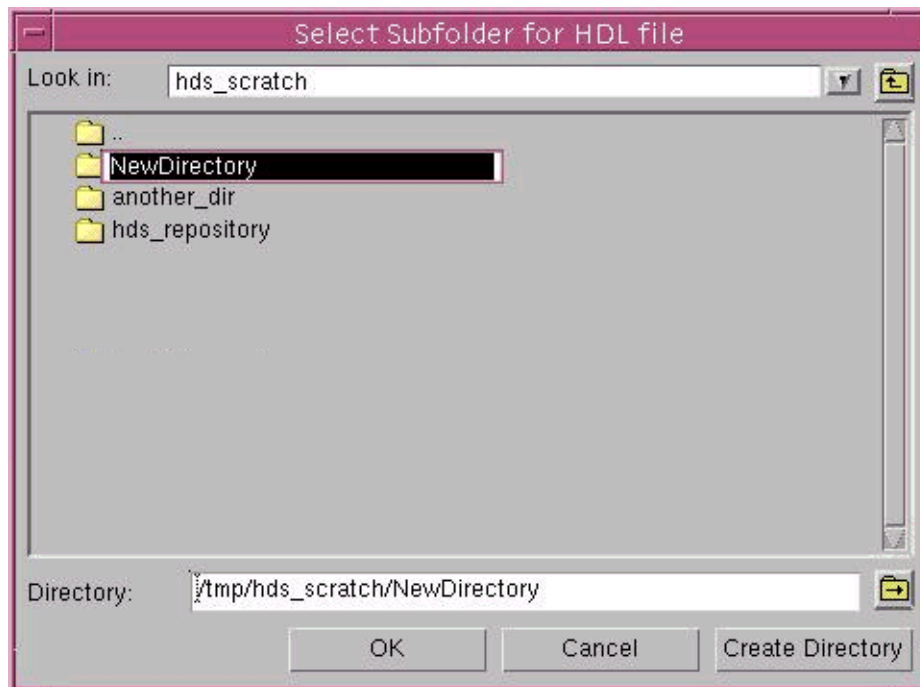 Select Subfolder for HDL file
Look in:
hds_scratch
..
NewDirectory
another_dir
hds_repository
Directory:
/tmp/hds_scratch/NewDirectory
OK
Cancel
Create Directory